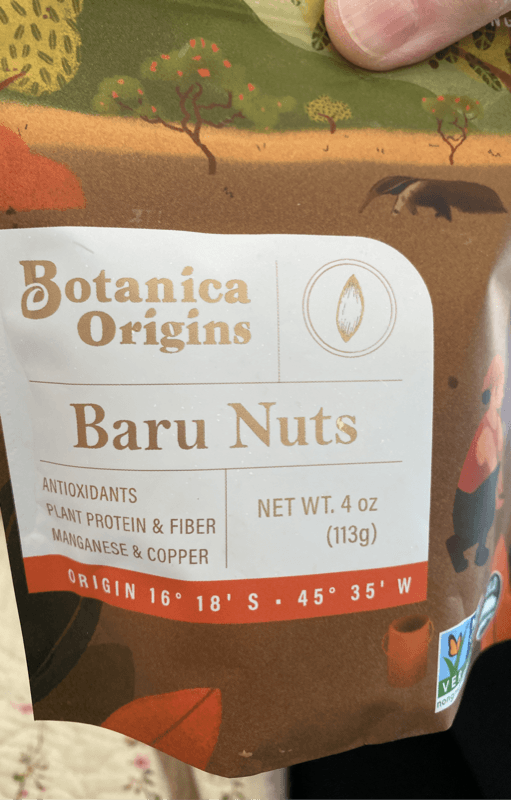 Botanica
Origins
Baru Nuts
ANTIOXIDANTS
PLANT PROTEIN & FIBER
MANGANESE & COPPER
NET WT. 4 oz
(113g)
ORIGIN 16° 18' S · 45° 35' W